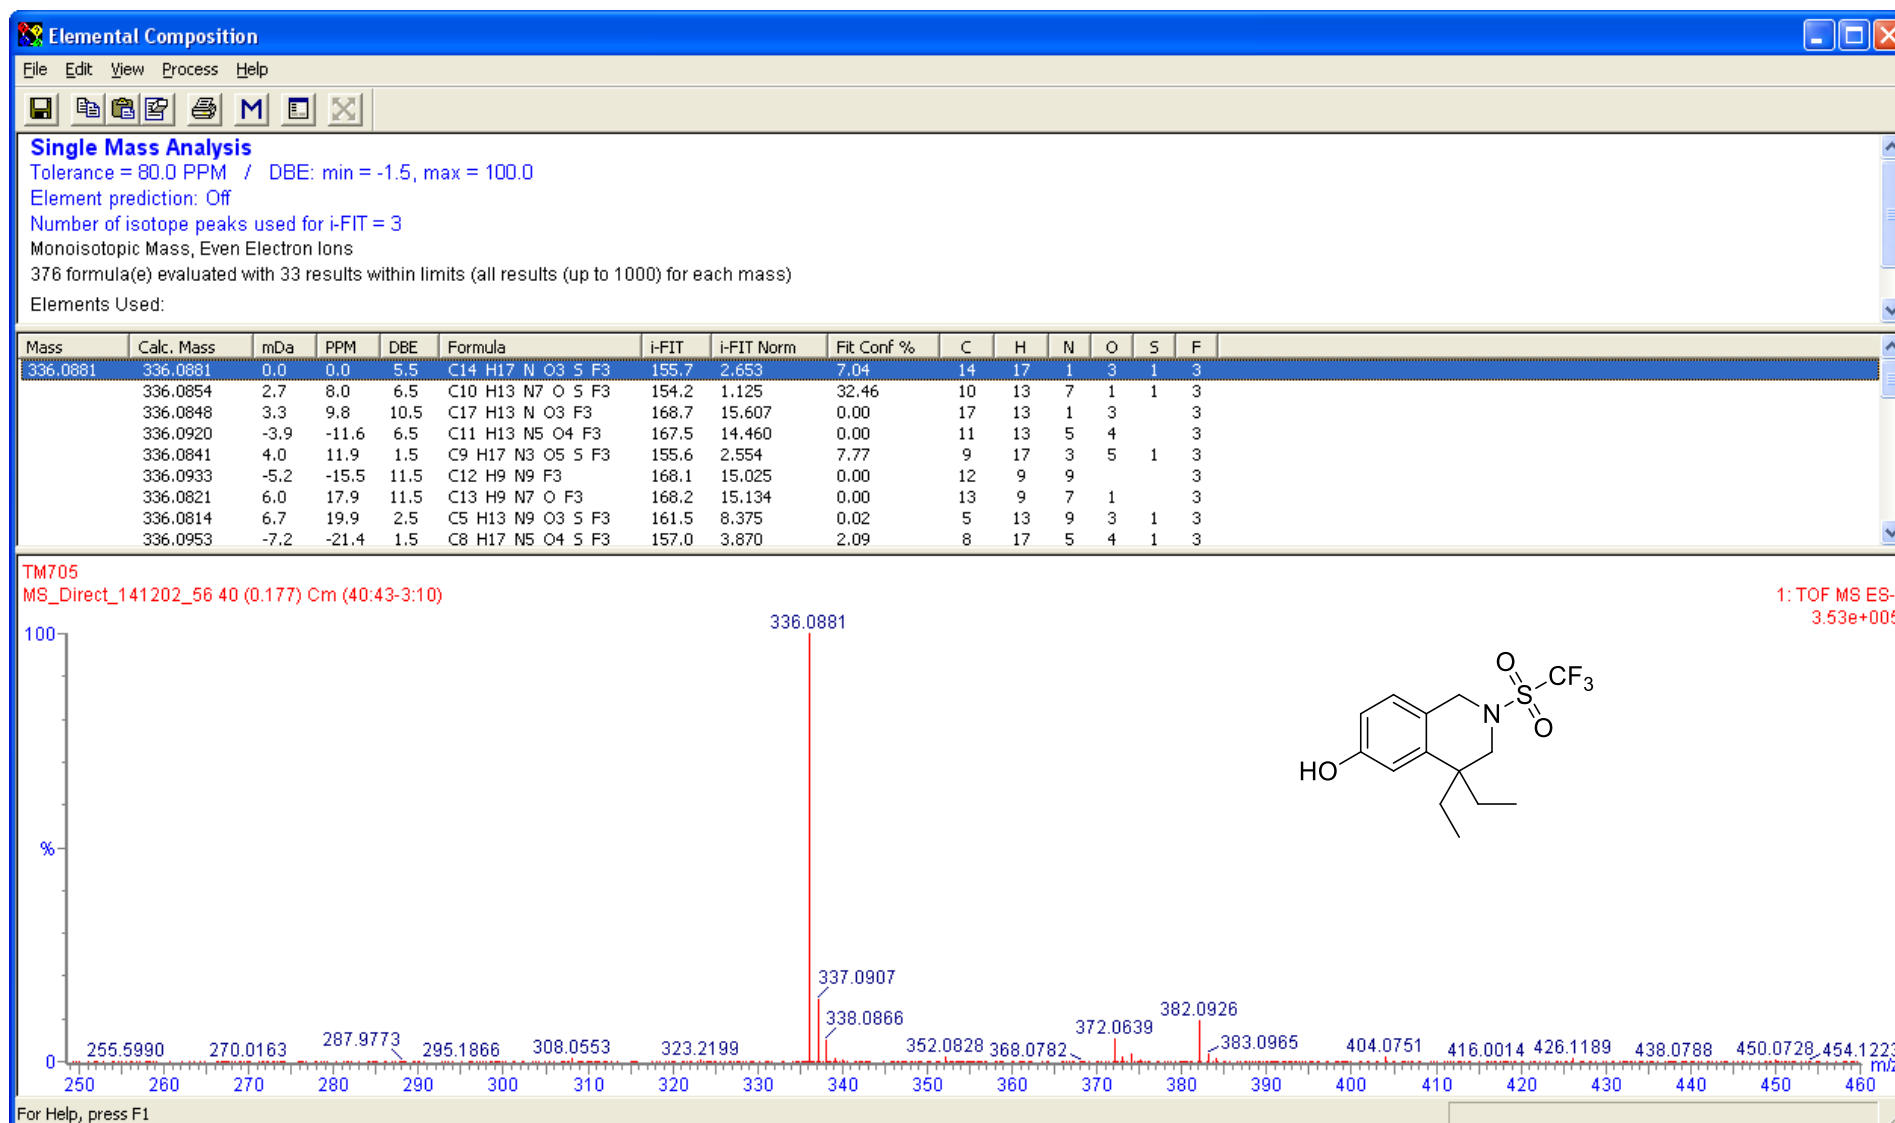 Elemental Composition
File Edit View Process Help
M
Single Mass Analysis
Tolerance = 80.0 PPM / DBE: min = -1.5, max = 100.0
Element prediction: Off
Number of isotope peaks used for i-FIT = 3
Monoisotopic Mass, Even Electron Ions
376 formula(e) evaluated with 33 results within limits (all results (up to 1000) for each mass)
Elements Used:
Mass Calc. Mass mDa PPM DBE Formula i-FIT i-FIT Norm Fit Conf % C H N O S F
336.0881 336.0881 0.0 0.0 5.5 C14 H17 N O3 S F3 155.7 2.653 7.04 14 17 1 3 1 3
336.0854 2.7 8.0 6.5 C10 H13 N7 O S F3 154.2 1.125 32.46 10 13 7 1 1 3
336.0848 3.3 9.8 10.5 C17 H13 N O3 F3 168.7 15.607 0.00 17 13 1 3 3
336.0920 -3.9 -11.6 6.5 C11 H13 N5 O4 F3 167.5 14.460 0.00 11 13 5 4 3
336.0841 4.0 11.9 1.5 C9 H17 N3 O5 S F3 155.6 2.554 7.77 9 17 3 5 1 3
336.0933 -5.2 -15.5 11.5 C12 H9 N9 F3 168.1 15.025 0.00 12 9 9 3
336.0821 6.0 17.9 11.5 C13 H9 N7 O F3 168.2 15.134 0.00 13 9 7 1 3
336.0814 6.7 19.9 2.5 C5 H13 N9 O3 S F3 161.5 8.375 0.02 5 13 9 3 1 3
336.0953 -7.2 -21.4 1.5 C8 H17 N5 O4 S F3 157.0 3.870 2.09 8 17 5 4 1 3
TM705
MS_Direct_141202_56 40 (0.177) Cm (40:43-3:10)
1: TOF MS ES-
3.53e+005
336.0881
100
O
CF3
S
N
O
HO
%
337.0907
382.0926
338.0866
372.0639
287.9773
383.0965
255.5990 270.0163 295.1866 308.0553 323.2199 352.0828 368.0782 404.0751 416.0014 426.1189 438.0788 450.0728 454.1223
0
m/z
250 260 270 280 290 300 310 320 330 340 350 360 370 380 390 400 410 420 430 440 450 460
For Help, press F1